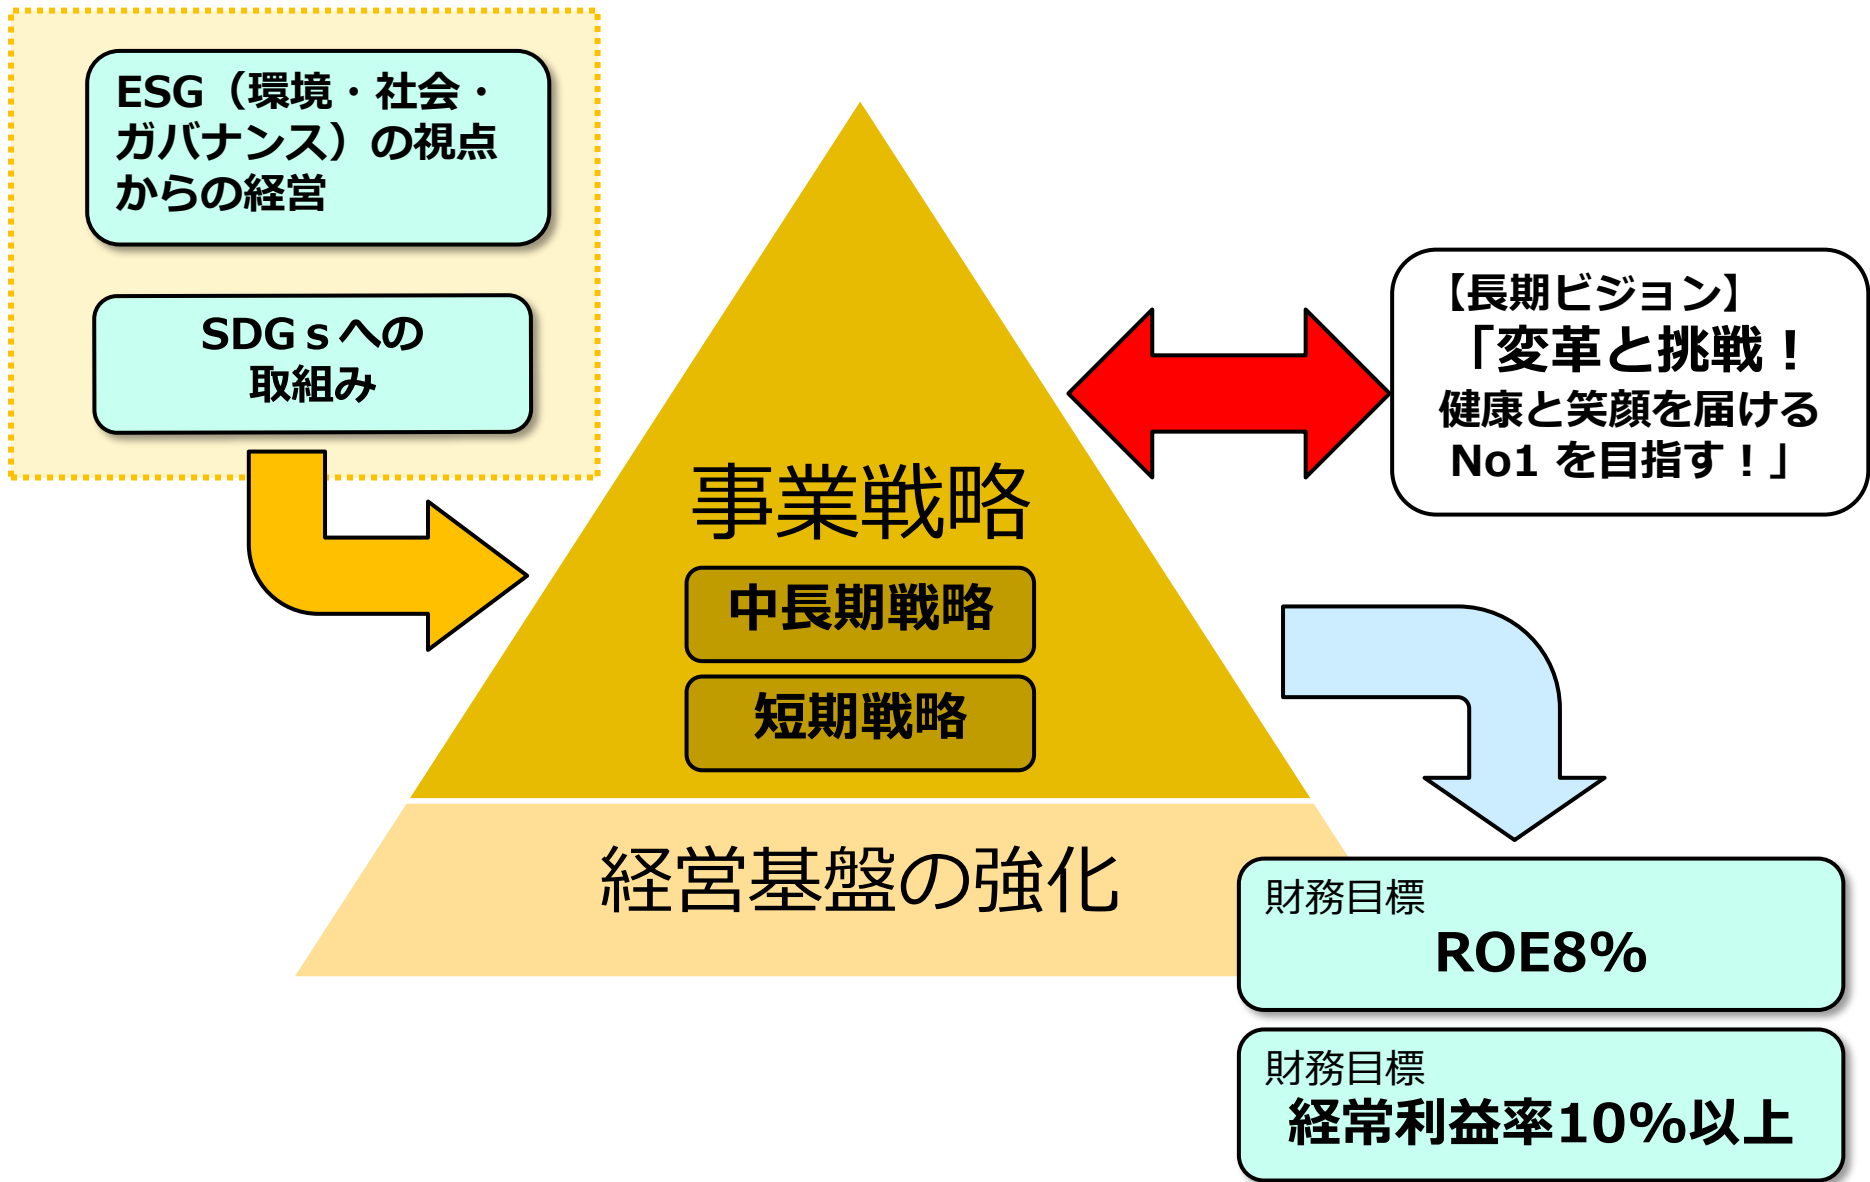 ESG（環境・社会・
ガバナンス）の視点
からの経営
SDGｓへの
取組み
【長期ビジョン】
「変革と挑戦！
健康と笑顔を届ける
No1 を目指す！」
事業戦略
中長期戦略
短期戦略
経営基盤の強化
財務目標
ROE8%
財務目標
経常利益率10%以上